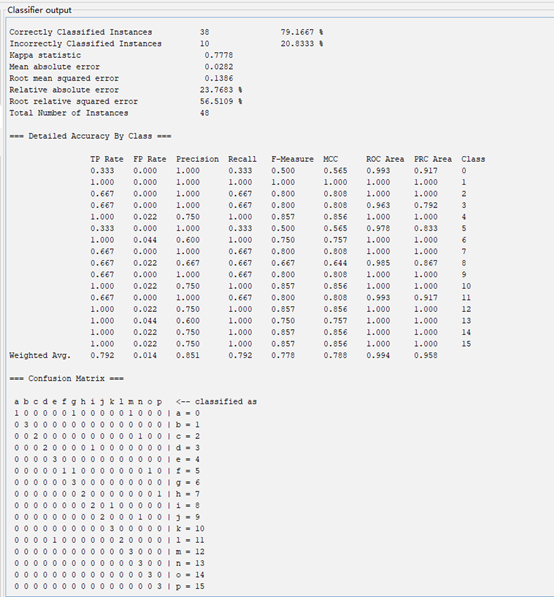 Classifier output
Correctly Classified Instances 38 79.1667 %
Incorrectly Classified Instances 10 20.8333 %
Kappa statistic 0.7778
Mean absolute error 0.0282
Root mean squared error 0.1386
Relative absolute error 23.7683 %
Root relative squared error 56.5109 %
Total Number of Instances 48
=== Detailed Accuracy By Class ===
TP Rate FP Rate Precision Recall F-Measure MCC ROC Area PRC Area Class
0.333 0.000 1.000 0.333 0.500 0.565 0.993 0.917 0
1.000 0.000 1.000 1.000 1.000 1.000 1.000 1.000 1
0.667 0.000 1.000 0.667 0.800 0.808 1.000 1.000 2
0.667 0.000 1.000 0.667 0.800 0.808 0.963 0.792 3
1.000 0.022 0.750 1.000 0.857 0.856 1.000 1.000 4
0.333 0.000 1.000 0.333 0.500 0.565 0.978 0.833 5
1.000 0.044 0.600 1.000 0.750 0.757 1.000 1.000 6
0.667 0.000 1.000 0.667 0.800 0.808 1.000 1.000 7
0.667 0.022 0.667 0.667 0.667 0.644 0.985 0.867 8
0.667 0.000 1.000 0.667 0.800 0.808 1.000 1.000 9
1.000 0.022 0.750 1.000 0.857 0.856 1.000 1.000 10
0.667 0.000 1.000 0.667 0.800 0.808 0.993 0.917 11
1.000 0.022 0.750 1.000 0.857 0.856 1.000 1.000 12
1.000 0.044 0.600 1.000 0.750 0.757 1.000 1.000 13
1.000 0.022 0.750 1.000 0.857 0.856 1.000 1.000 14
1.000 0.022 0.750 1.000 0.857 0.856 1.000 1.000 15
Weighted Avg. 0.792 0.014 0.851 0.792 0.778 0.788 0.994 0.958
=== Confusion Matrix ===
a b c d e f g h i j k l m n o p <-- classified as
1 0 0 0 0 0 1 0 0 0 0 0 1 0 0 0 | a = 0
0 3 0 0 0 0 0 0 0 0 0 0 0 0 0 0 | b = 1
0 0 2 0 0 0 0 0 0 0 0 0 0 1 0 0 | c = 2
0 0 0 2 0 0 0 0 1 0 0 0 0 0 0 0 | d = 3
0 0 0 0 3 0 0 0 0 0 0 0 0 0 0 0 | e = 4
0 0 0 0 0 1 1 0 0 0 0 0 0 0 1 0 | f = 5
0 0 0 0 0 0 3 0 0 0 0 0 0 0 0 0 | g = 6
0 0 0 0 0 0 0 2 0 0 0 0 0 0 0 1 | h = 7
0 0 0 0 0 0 0 0 2 0 1 0 0 0 0 0 | i = 8
0 0 0 0 0 0 0 0 0 2 0 0 0 1 0 0 | j = 9
0 0 0 0 0 0 0 0 0 0 3 0 0 0 0 0 | k = 10
0 0 0 0 1 0 0 0 0 0 0 2 0 0 0 0 | l = 11
0 0 0 0 0 0 0 0 0 0 0 0 3 0 0 0 | m = 12
0 0 0 0 0 0 0 0 0 0 0 0 0 3 0 0 | n = 13
0 0 0 0 0 0 0 0 0 0 0 0 0 0 3 0 | o = 14
0 0 0 0 0 0 0 0 0 0 0 0 0 0 0 3 | p = 15